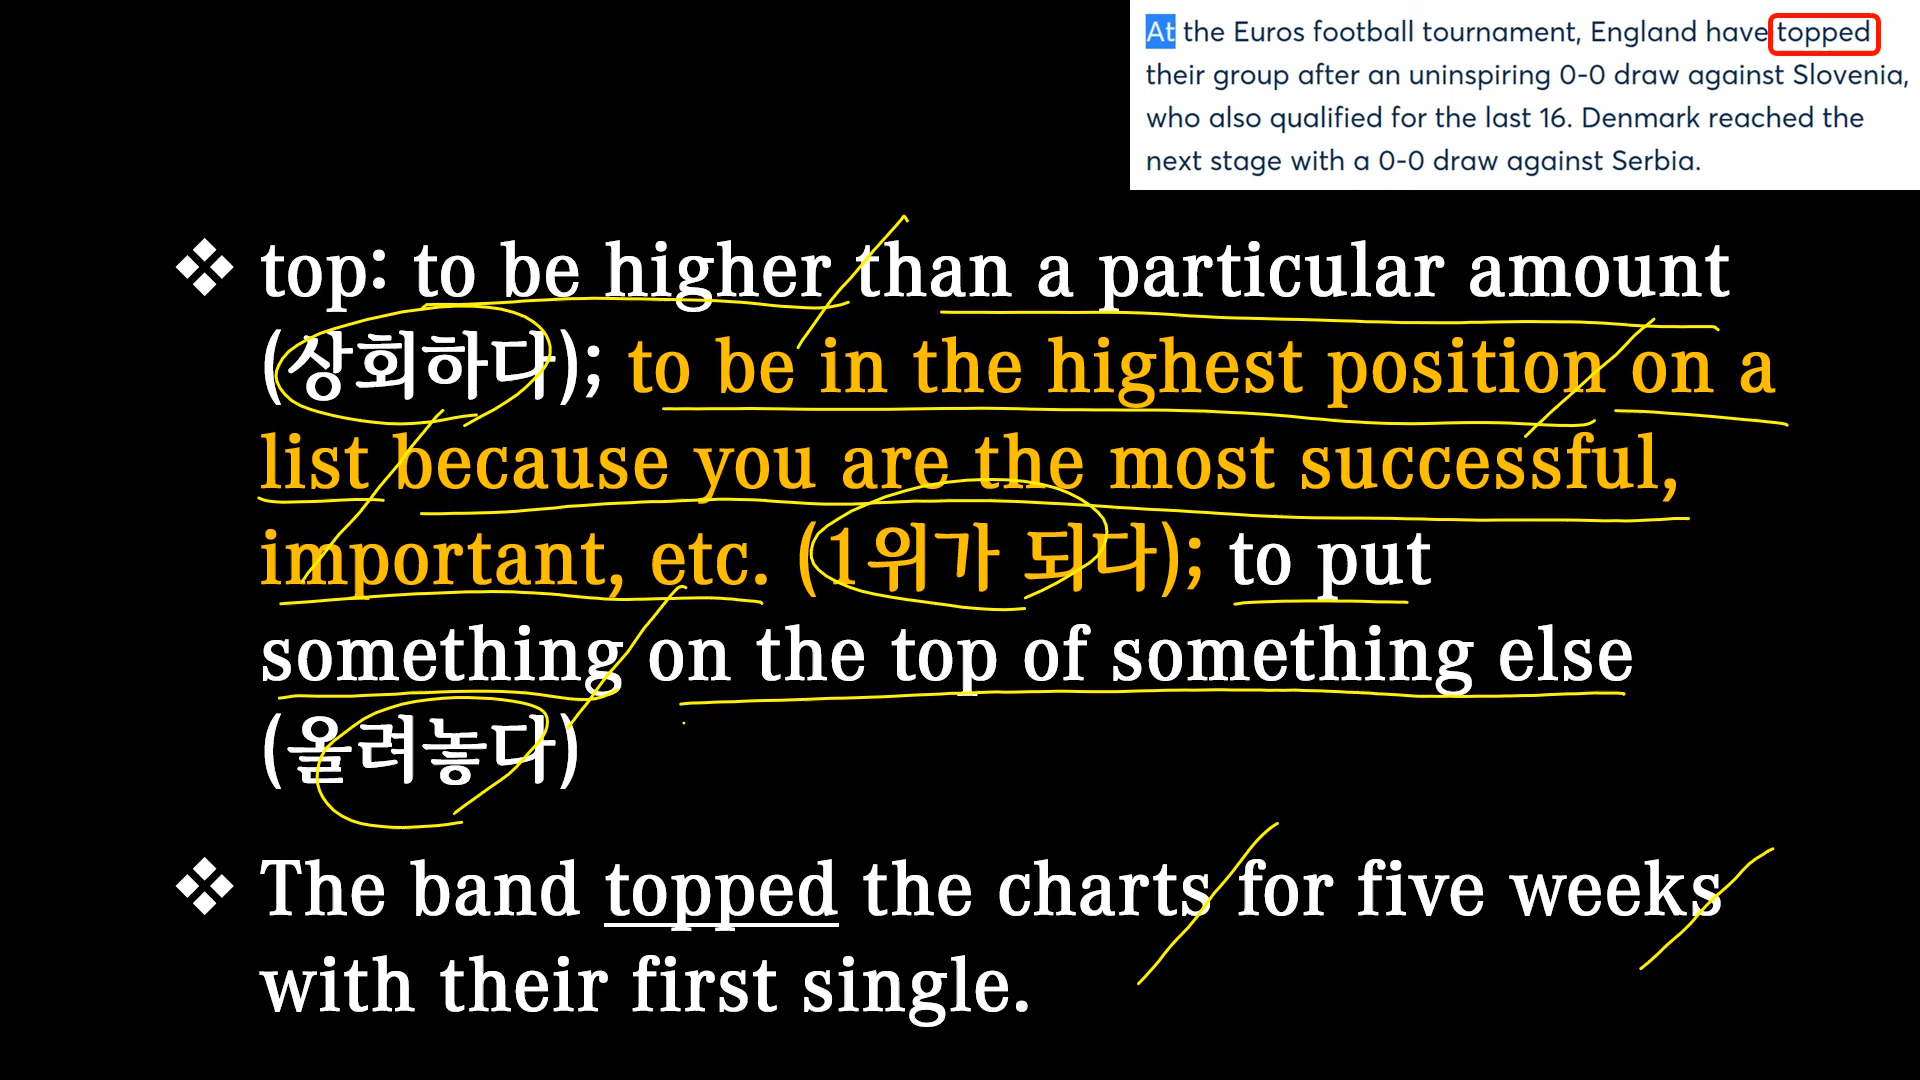 At the Euros football tournament, England have topped
their group after an uninspiring 0-0 draw against Slovenia,
who also qualified for the last 16. Denmark reached the
next stage with a 0-0 draw against Serbia.
❖ top: to be higher than a particular amount
(상회하다); to be in the highest position on a
list because you are the most successful,
important, etc. (1위가 되다); to put
something on the top of something else
(올려놓다)
❖ The band topped the charts for five weeks
with their first single.